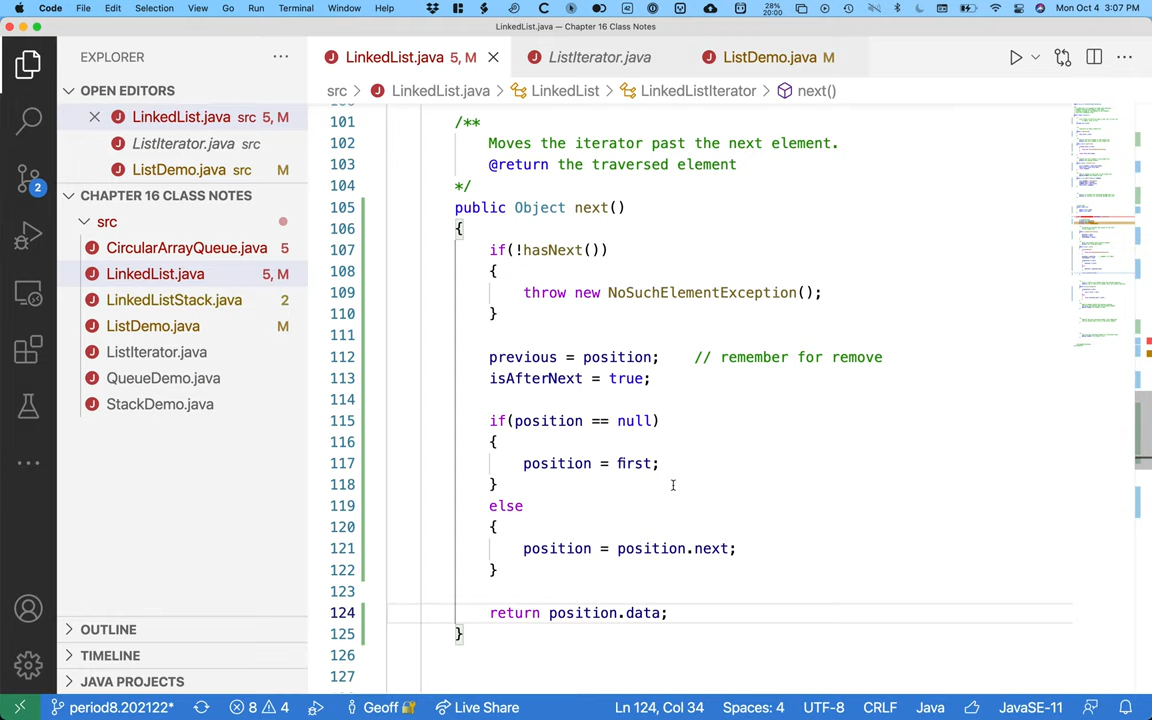 Code File Edit Selection View Go Run Terminal Window Help 28% 20:00 Mon Oct 4 3:07 PM
LinkedList.java — Chapter 16 Class Notes
EXPLORER
LinkedList.java 5, M
ListIterator.java
ListDemo.java M
src > LinkedList.java > LinkedList > LinkedListIterator > next()
OPEN EDITORS
LinkedList.java src 5, M
ListIterator.java src
ListDemo.java src M
CHAPTER 16 CLASS NOTES
src
CircularArrayQueue.java 5
LinkedList.java 5, M
LinkedListStack.java 2
ListDemo.java M
ListIterator.java
QueueDemo.java
StackDemo.java
OUTLINE
TIMELINE
JAVA PROJECTS
2
101 /**
102 Moves the iterator past the next element.
103 @return the traversed element
104 */
105 public Object next()
106 {
107 if(!hasNext())
108 {
109 throw new NoSuchElementException();
110 }
111
112 previous = position; // remember for remove
113 isAfterNext = true;
114
115 if(position == null)
116 {
117 position = first;
118 }
119 else
120 {
121 position = position.next;
122 }
123
124 return position.data;
125 }
126
127
period8.202122* 8 4 Geoff Live Share Ln 124, Col 34 Spaces: 4 UTF-8 CRLF Java JavaSE-11